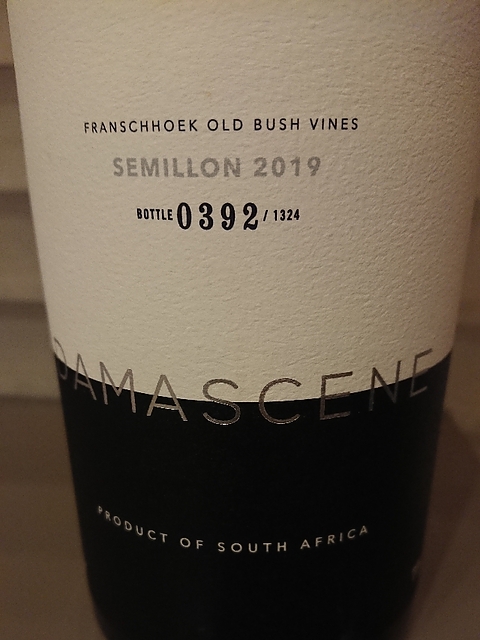 FRANSCHHOEK OLD BUSH VINES
SEMILLON 2019
BOTTLE 0392 / 1324
DAMASCENE
PRODUCT OF SOUTH AFRICA